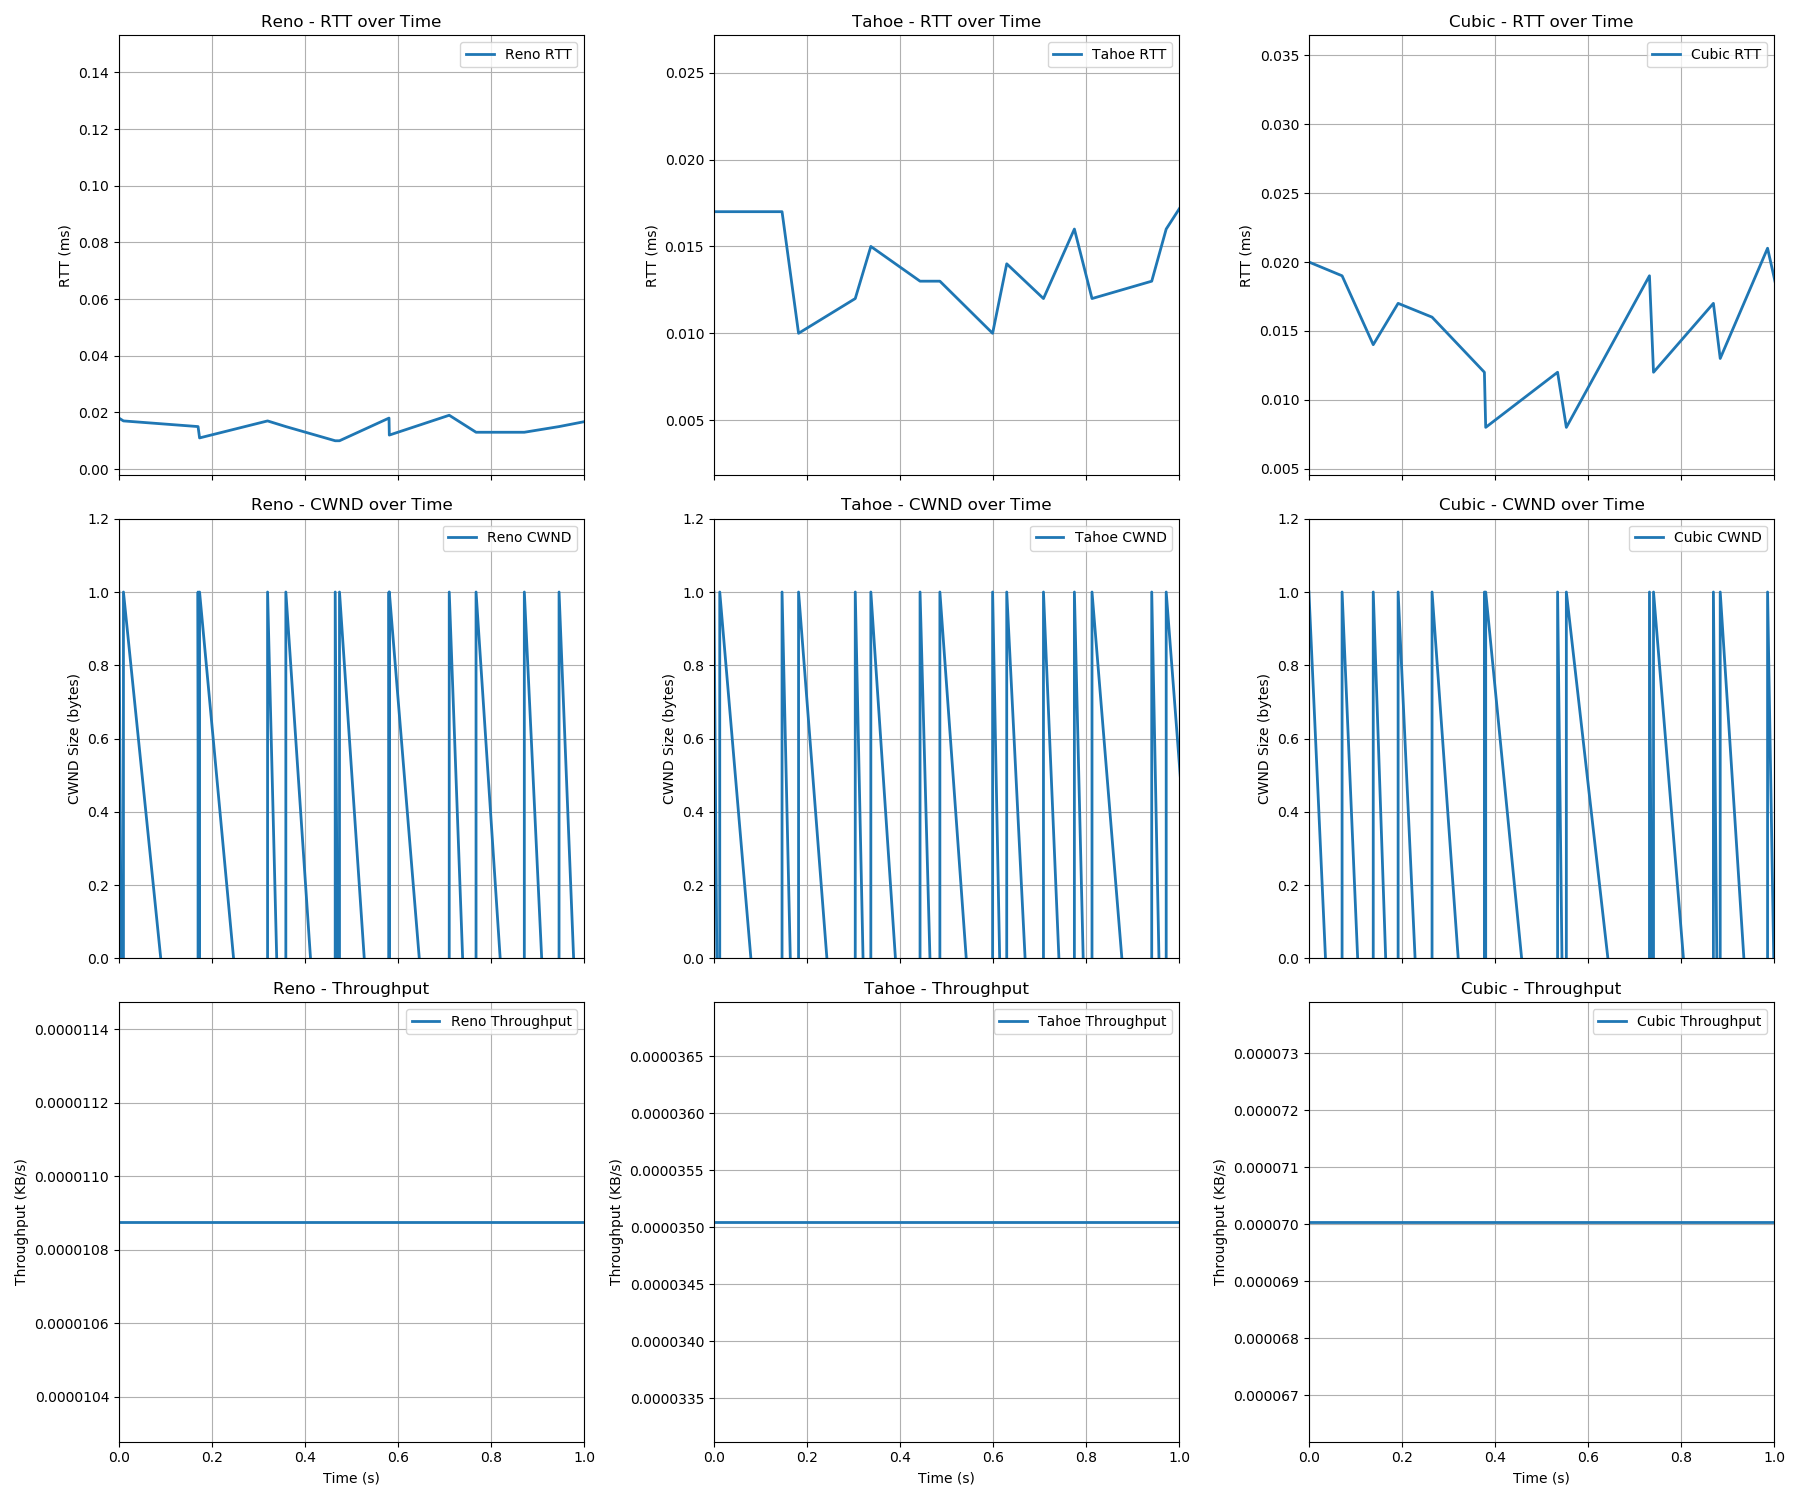 Reno - RTT over Time
Reno RTT
RTT (ms)
0.14
0.12
0.10
0.08
0.06
0.04
0.02
0.00
Tahoe - RTT over Time
Tahoe RTT
RTT (ms)
0.025
0.020
0.015
0.010
0.005
Cubic - RTT over Time
Cubic RTT
RTT (ms)
0.035
0.030
0.025
0.020
0.015
0.010
0.005
Reno - CWND over Time
Reno CWND
CWND Size (bytes)
1.2
1.0
0.8
0.6
0.4
0.2
0.0
Tahoe - CWND over Time
Tahoe CWND
CWND Size (bytes)
1.2
1.0
0.8
0.6
0.4
0.2
0.0
Cubic - CWND over Time
Cubic CWND
CWND Size (bytes)
1.2
1.0
0.8
0.6
0.4
0.2
0.0
Reno - Throughput
Reno Throughput
Throughput (KB/s)
0.0000114
0.0000112
0.0000110
0.0000108
0.0000106
0.0000104
0.0 0.2 0.4 0.6 0.8 1.0
Time (s)
Tahoe - Throughput
Tahoe Throughput
Throughput (KB/s)
0.0000365
0.0000360
0.0000355
0.0000350
0.0000345
0.0000340
0.0000335
0.0 0.2 0.4 0.6 0.8 1.0
Time (s)
Cubic - Throughput
Cubic Throughput
Throughput (KB/s)
0.000073
0.000072
0.000071
0.000070
0.000069
0.000068
0.000067
0.0 0.2 0.4 0.6 0.8 1.0
Time (s)